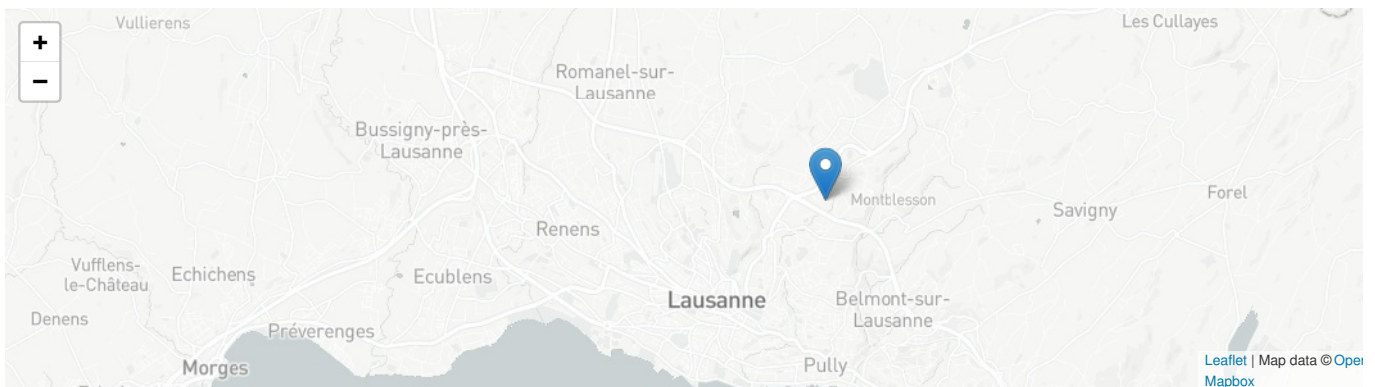 Vullierens
Les Cullayes
+
−
Romanel-sur-
Lausanne
Bussigny-près-
Lausanne
Montblesson
Forel
Savigny
Renens
Vufflens-
le-Château
Echichens
Ecublens
Lausanne
Belmont-sur-
Lausanne
Denens
Préverenges
Morges
Pully
Leaflet | Map data ©
Mapbox